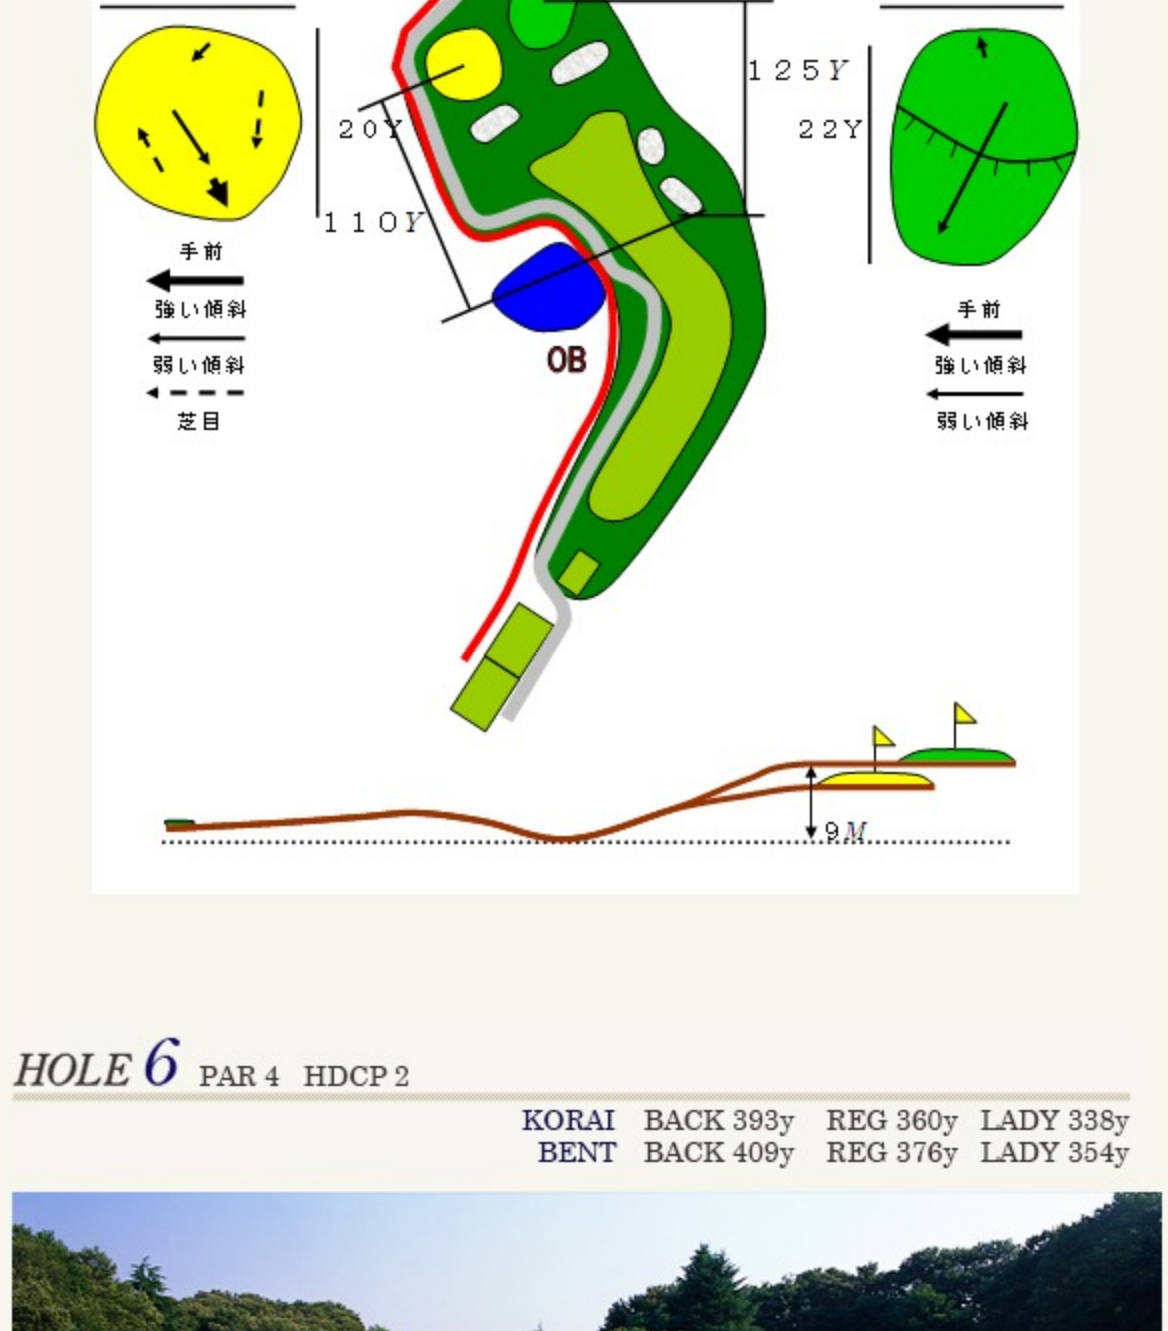 125Y
20Y
22Y
110Y
手前
強い傾斜
弱い傾斜
芝目
手前
強い傾斜
弱い傾斜
OB
9M
HOLE 6 PAR 4 HDCP 2
KORAI BACK 393y REG 360y LADY 338y
BENT BACK 409y REG 376y LADY 354y